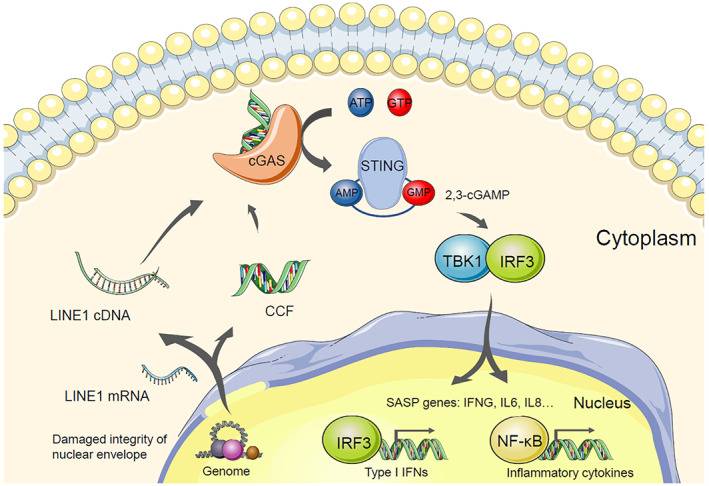 ATP
GTP
cGAS
STING
AMP
GMP
2,3-cGAMP
Cytoplasm
TBK1
IRF3
LINE1 cDNA
CCF
LINE1 mRNA
SASP genes: IFNG, IL6, IL8...
Nucleus
Damaged integrity of
nuclear envelope
Genome
IRF3
Type I IFNs
NF-κB
Inflammatory cytokines